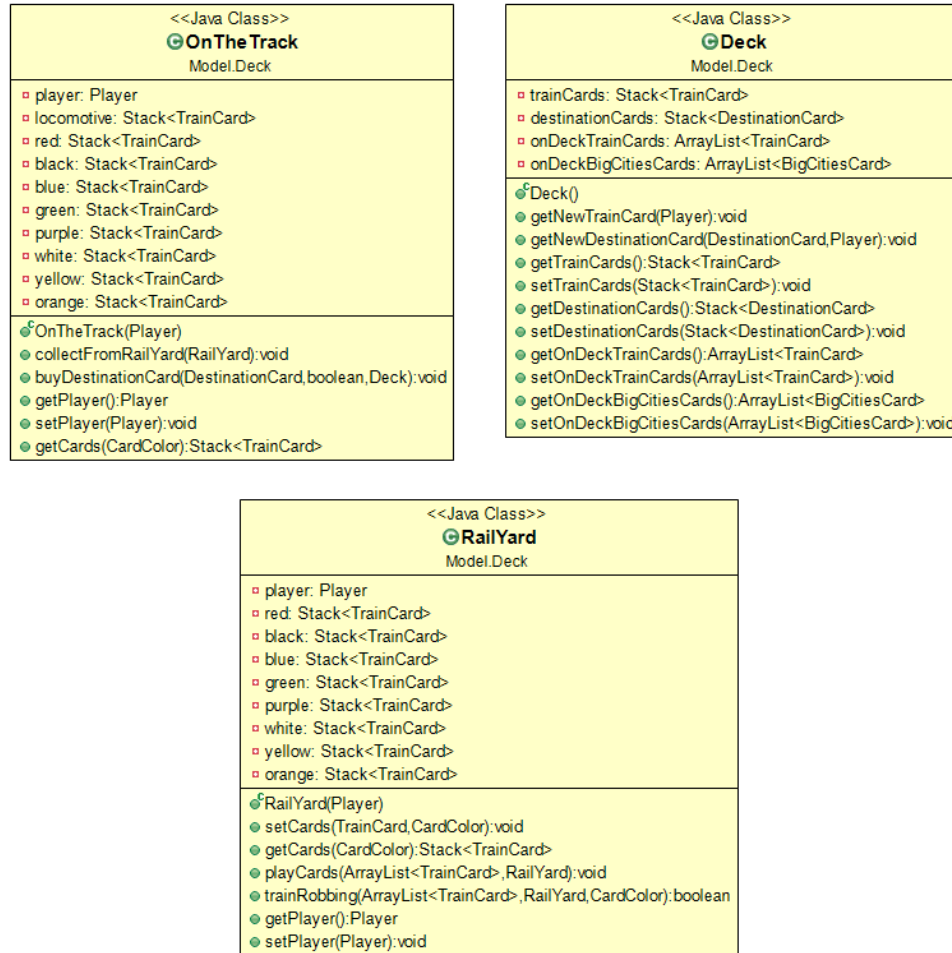 <<Java Class>>
OnTheTrack
Model.Deck
player: Player
locomotive: Stack<TrainCard>
red: Stack<TrainCard>
black: Stack<TrainCard>
blue: Stack<TrainCard>
green: Stack<TrainCard>
purple: Stack<TrainCard>
white: Stack<TrainCard>
yellow: Stack<TrainCard>
orange: Stack<TrainCard>
OnTheTrack(Player)
collectFromRailYard(RailYard):void
buyDestinationCard(DestinationCard,boolean,Deck):void
getPlayer():Player
setPlayer(Player):void
getCards(CardColor):Stack<TrainCard>
<<Java Class>>
Deck
Model.Deck
trainCards: Stack<TrainCard>
destinationCards: Stack<DestinationCard>
onDeckTrainCards: ArrayList<TrainCard>
onDeckBigCitiesCards: ArrayList<BigCitiesCard>
Deck()
getNewTrainCard(Player):void
getNewDestinationCard(DestinationCard,Player):void
getTrainCards():Stack<TrainCard>
setTrainCards(Stack<TrainCard>):void
getDestinationCards():Stack<DestinationCard>
setDestinationCards(Stack<DestinationCard>):void
getOnDeckTrainCards():ArrayList<TrainCard>
setOnDeckTrainCards(ArrayList<TrainCard>):void
getOnDeckBigCitiesCards():ArrayList<BigCitiesCard>
setOnDeckBigCitiesCards(ArrayList<BigCitiesCard>):void
<<Java Class>>
RailYard
Model.Deck
player: Player
red: Stack<TrainCard>
black: Stack<TrainCard>
blue: Stack<TrainCard>
green: Stack<TrainCard>
purple: Stack<TrainCard>
white: Stack<TrainCard>
yellow: Stack<TrainCard>
orange: Stack<TrainCard>
RailYard(Player)
setCards(TrainCard,CardColor):void
getCards(CardColor):Stack<TrainCard>
playCards(ArrayList<TrainCard>,RailYard):void
trainRobbing(ArrayList<TrainCard>,RailYard,CardColor):boolean
getPlayer():Player
setPlayer(Player):void